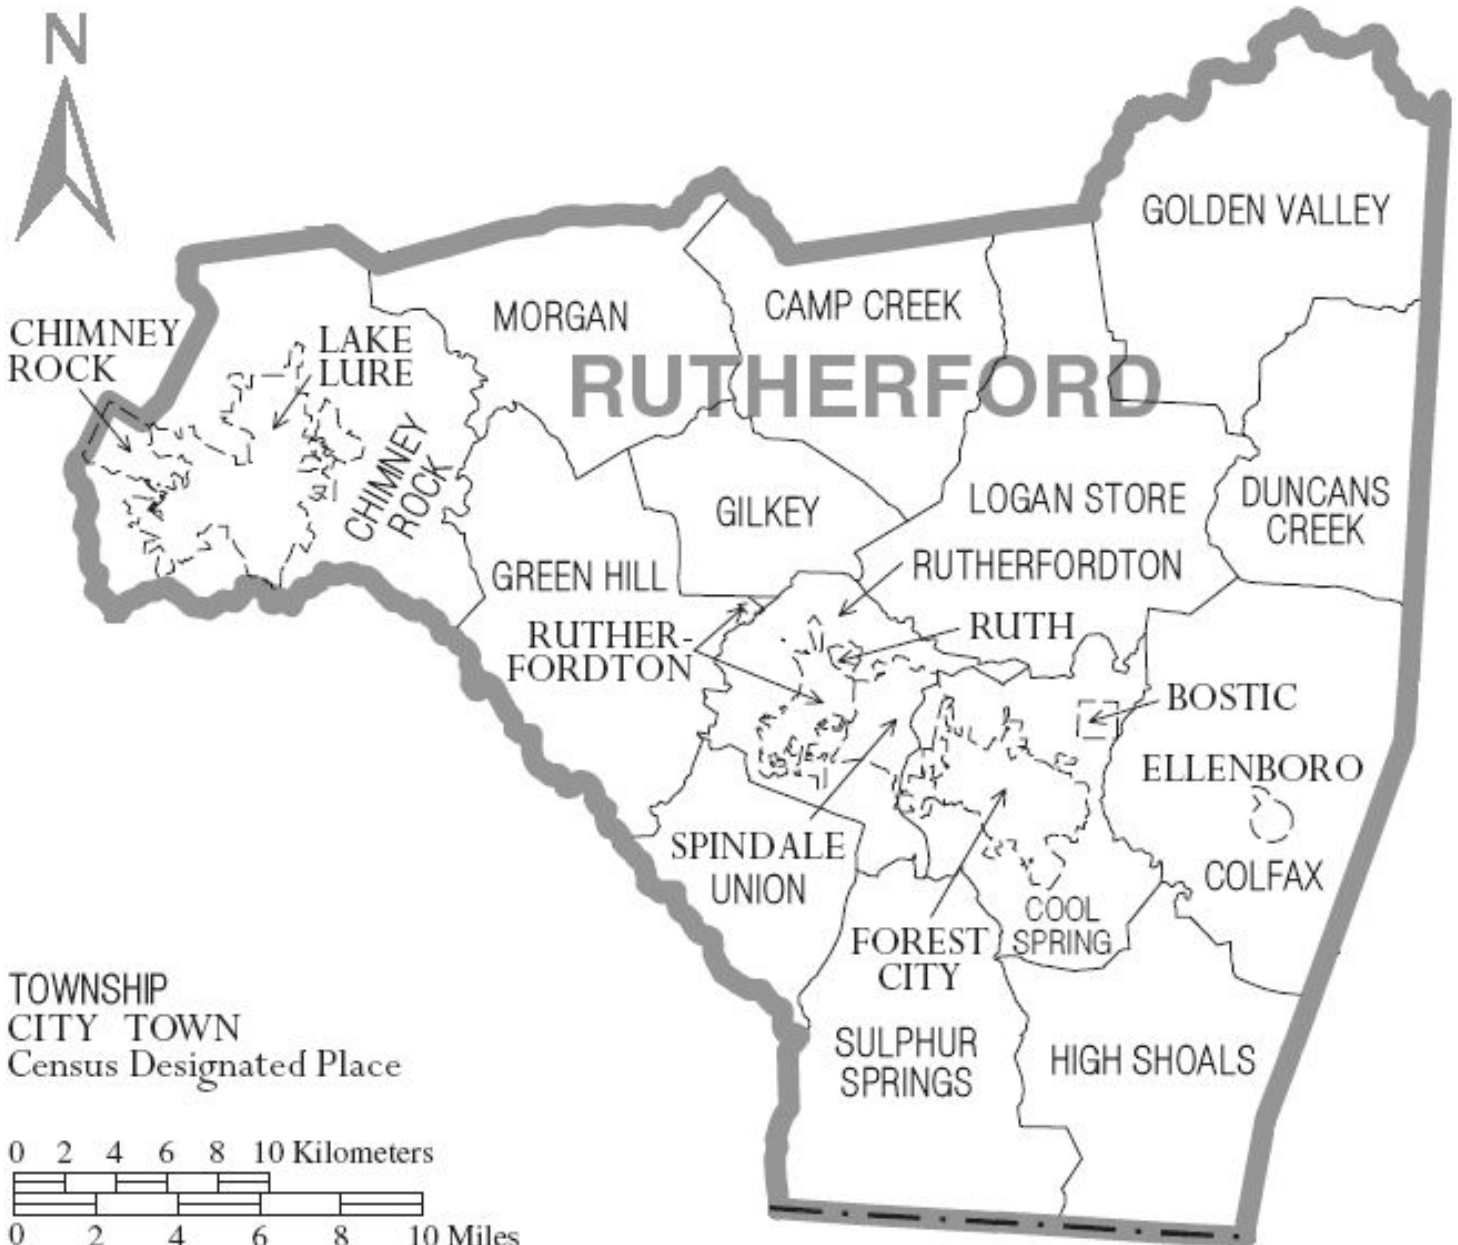 N
GOLDEN VALLEY
MORGAN
CAMP CREEK
CHIMNEY
ROCK
LAKE
LURE
RUTHERFORD
CHIMNEY
ROCK
GILKEY
LOGAN STORE
DUNCANS
CREEK
GREEN HILL
RUTHERFORDTON
RUTHER-
FORDTON
RUTH
BOSTIC
ELLENBORO
SPINDALE
UNION
COLFAX
COOL
SPRING
FOREST
CITY
SULPHUR
SPRINGS
HIGH SHOALS
TOWNSHIP
CITY TOWN
Census Designated Place
0 2 4 6 8 10 Kilometers
0 2 4 6 8 10 Miles